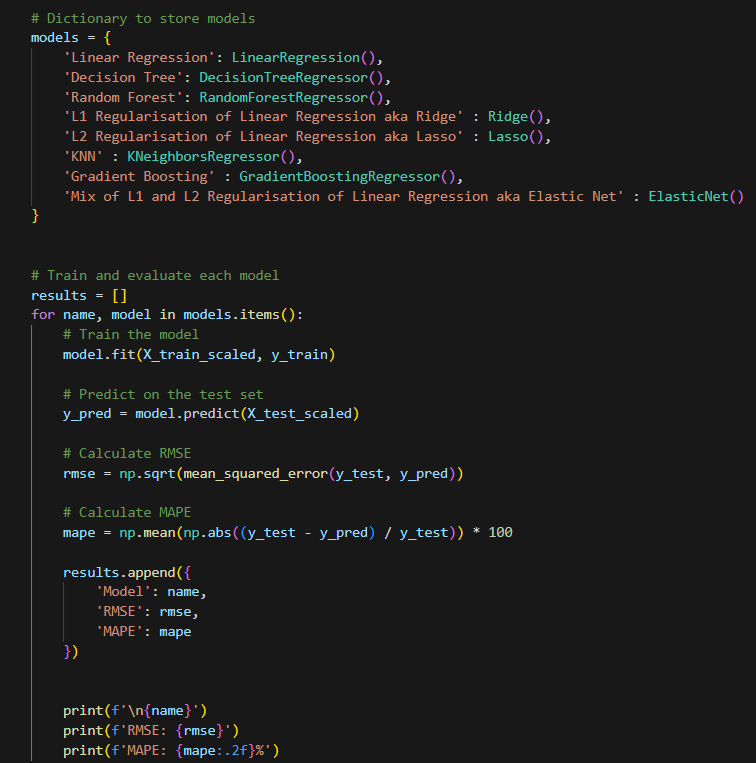 # Dictionary to store models
models = {
    'Linear Regression': LinearRegression(),
    'Decision Tree': DecisionTreeRegressor(),
    'Random Forest': RandomForestRegressor(),
    'L1 Regularisation of Linear Regression aka Ridge' : Ridge(),
    'L2 Regularisation of Linear Regression aka Lasso' : Lasso(),
    'KNN' : KNeighborsRegressor(),
    'Gradient Boosting' : GradientBoostingRegressor(),
    'Mix of L1 and L2 Regularisation of Linear Regression aka Elastic Net' : ElasticNet()
}
# Train and evaluate each model
results = []
for name, model in models.items():
    # Train the model
    model.fit(X_train_scaled, y_train)
    # Predict on the test set
    y_pred = model.predict(X_test_scaled)
    # Calculate RMSE
    rmse = np.sqrt(mean_squared_error(y_test, y_pred))
    # Calculate MAPE
    mape = np.mean(np.abs((y_test - y_pred) / y_test)) * 100
    results.append({
        'Model': name,
        'RMSE': rmse,
        'MAPE': mape
    })
    print(f'\n{name}')
    print(f'RMSE: {rmse}')
    print(f'MAPE: {mape:.2f}%')